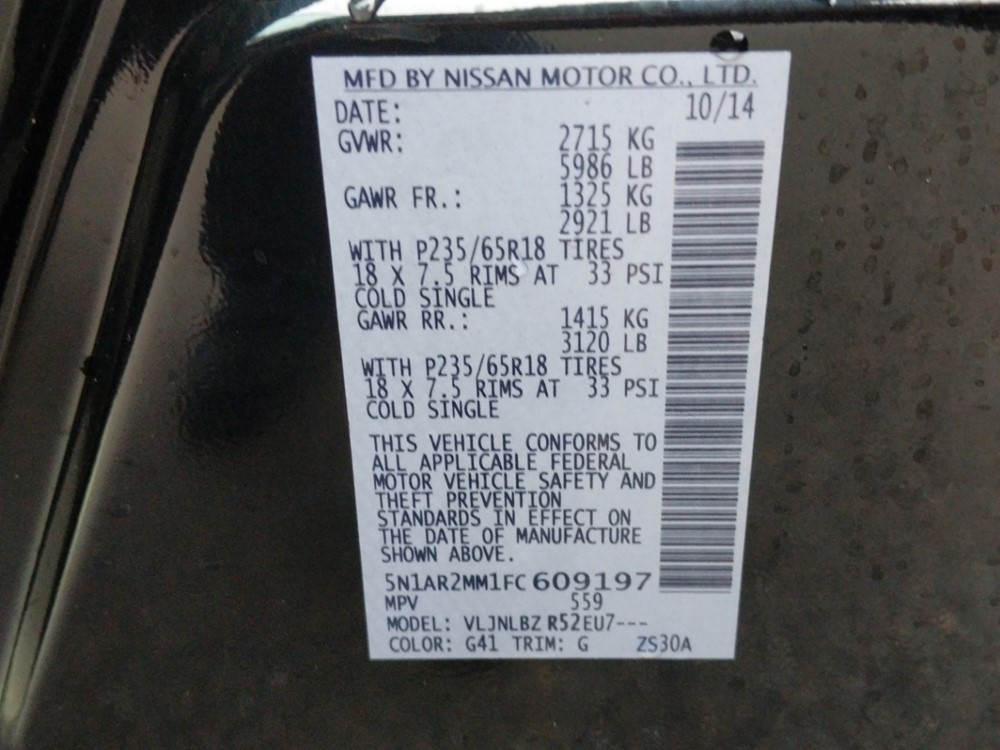 MFD BY NISSAN MOTOR CO., LTD.
DATE: 10/14
GVWR: 2715 KG
5986 LB
GAWR FR.: 1325 KG
2921 LB
WITH P235/65R18 TIRES
18 X 7.5 RIMS AT 33 PSI
COLD SINGLE
GAWR RR.: 1415 KG
3120 LB
WITH P235/65R18 TIRES
18 X 7.5 RIMS AT 33 PSI
COLD SINGLE
THIS VEHICLE CONFORMS TO
ALL APPLICABLE FEDERAL
MOTOR VEHICLE SAFETY AND
THEFT PREVENTION
STANDARDS IN EFFECT ON
THE DATE OF MANUFACTURE
SHOWN ABOVE.
5N1AR2MM1FC 609197
MPV 559
MODEL: VLJNLBZ R52EU7---
COLOR: G41 TRIM: G ZS30A